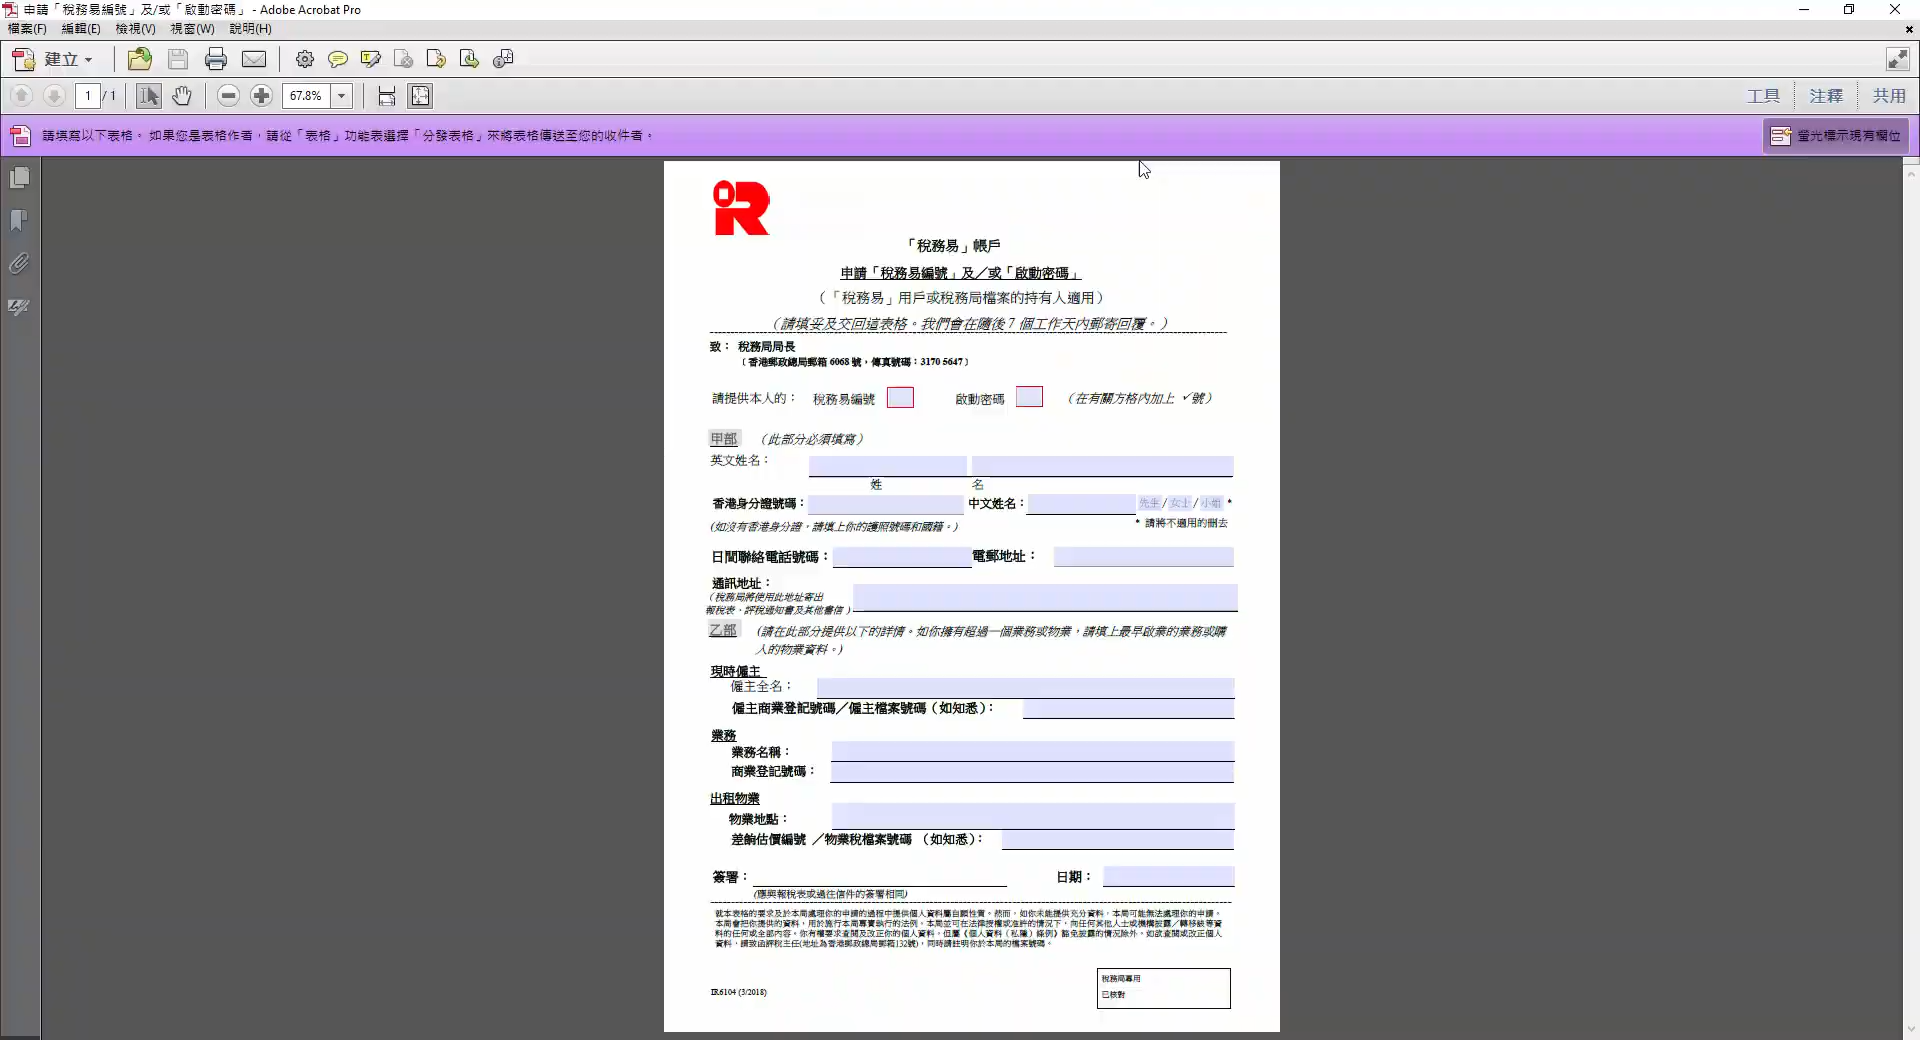 申請「稅務易編號」及/或「啟動密碼」 - Adobe Acrobat Pro
檔案(F) 編輯(E) 檢視(V) 視窗(W) 說明(H)
建立
1 / 1 67.8% 工具 注釋 共用
請填寫以下表格。如果您是表格作者，請從「表格」功能表選擇「分發表格」來將表格傳送至您的收件者。 螢光標示現有欄位
「稅務易」帳戶
申請「稅務易編號」及／或「啟動密碼」
（「稅務易」用戶或稅務局檔案的持有人適用）
（請填妥及交回這表格。我們會在隨後 7 個工作天內郵寄回覆。）
致： 稅務局局長
（香港郵政總局郵箱 6068 號，傳真號碼：3170 5647）
請提供本人的： 稅務易編號 啟動密碼 （在有關方格內加上 ✓號）
甲部 （此部分必須填寫）
英文姓名：
姓 名
香港身分證號碼： 中文姓名： 先生 / 女士 / 小姐 *
(如沒有香港身分證，請填上你的護照號碼和國籍。) * 請將不適用的刪去
日間聯絡電話號碼： 電郵地址：
通訊地址：
（稅務局將使用此地址寄出
報稅表、評稅通知書及其他書信）
乙部 (請在此部分提供以下的詳情。如你擁有超過一個業務或物業，請填上最早啟業的業務或購
入的物業資料。)
現時僱主
僱主全名：
僱主商業登記號碼／僱主檔案號碼（如知悉）：
業務
業務名稱：
商業登記號碼：
出租物業
物業地點：
差餉估價編號 ／物業稅檔案號碼 （如知悉）：
簽署： 日期：
(應與報稅表或過往信件的簽署相同)
就本表格的要求及於本局處理你的申請的過程中提供個人資料屬自願性質。然而，如你未能提供充分資料，本局可能無法處理你的申請。
本局會把你提供的資料，用於施行本局專責執行的法例。本局並可在法律授權或准許的情況下，向任何其他人士或機構披露／轉移該等資
料的任何或全部內容。你有權要求查閱及改正你的個人資料，但屬《個人資料（私隱）條例》豁免披露的情況除外。如欲查閱或改正個人
資料，請致函評稅主任(地址為香港郵政總局郵箱132號)，同時請註明你於本局的檔案號碼。
稅務局專用
IR6104 (3/2018)
已核對